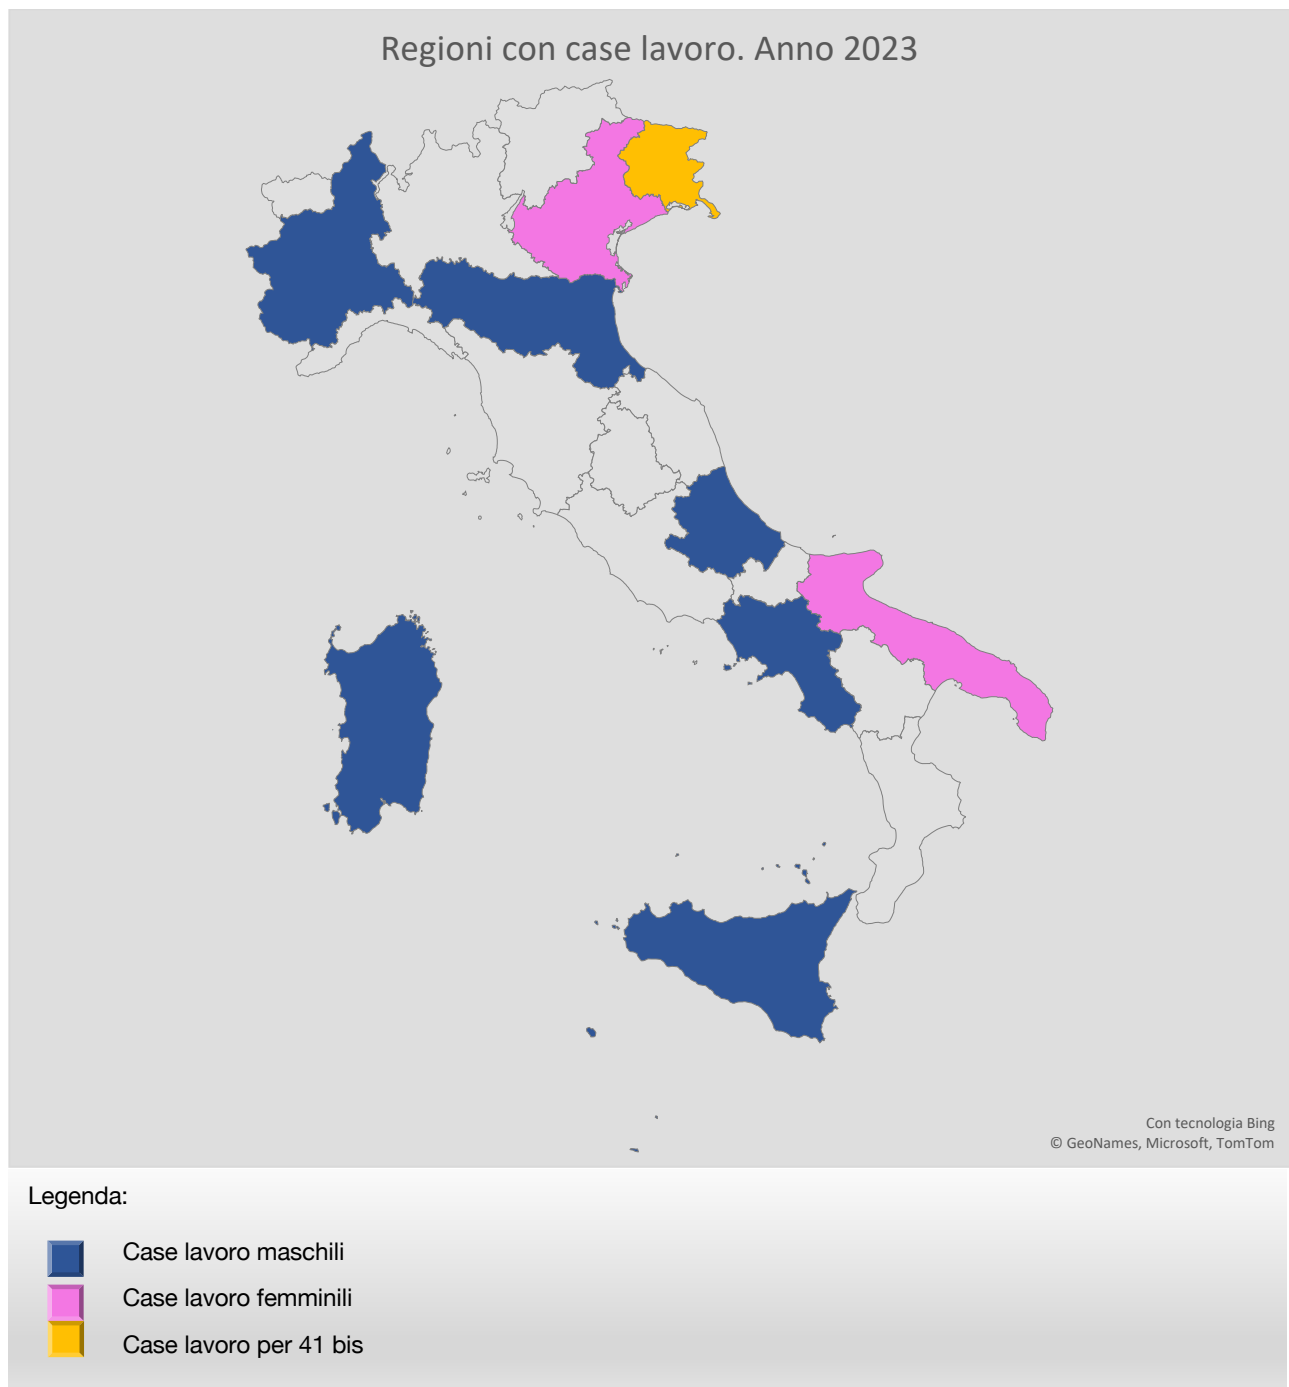 Regioni con case lavoro. Anno 2023
Con tecnologia Bing
© GeoNames, Microsoft, TomTom
Legenda:
Case lavoro maschili
Case lavoro femminili
Case lavoro per 41 bis